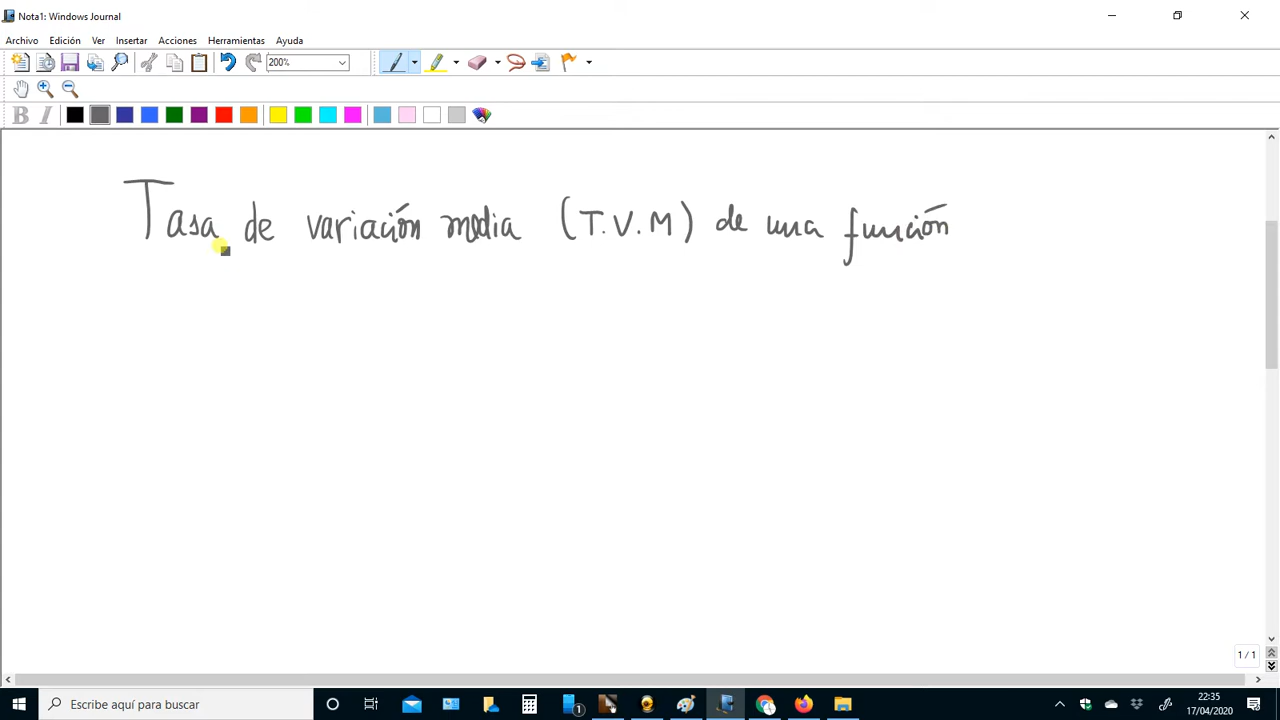 Nota1: Windows Journal
Archivo Edición Ver Insertar Acciones Herramientas Ayuda
200%
B I
Tasa de variación media (T.V.M) de una función
1 / 1
Escribe aquí para buscar
1
22:35
17/04/2020